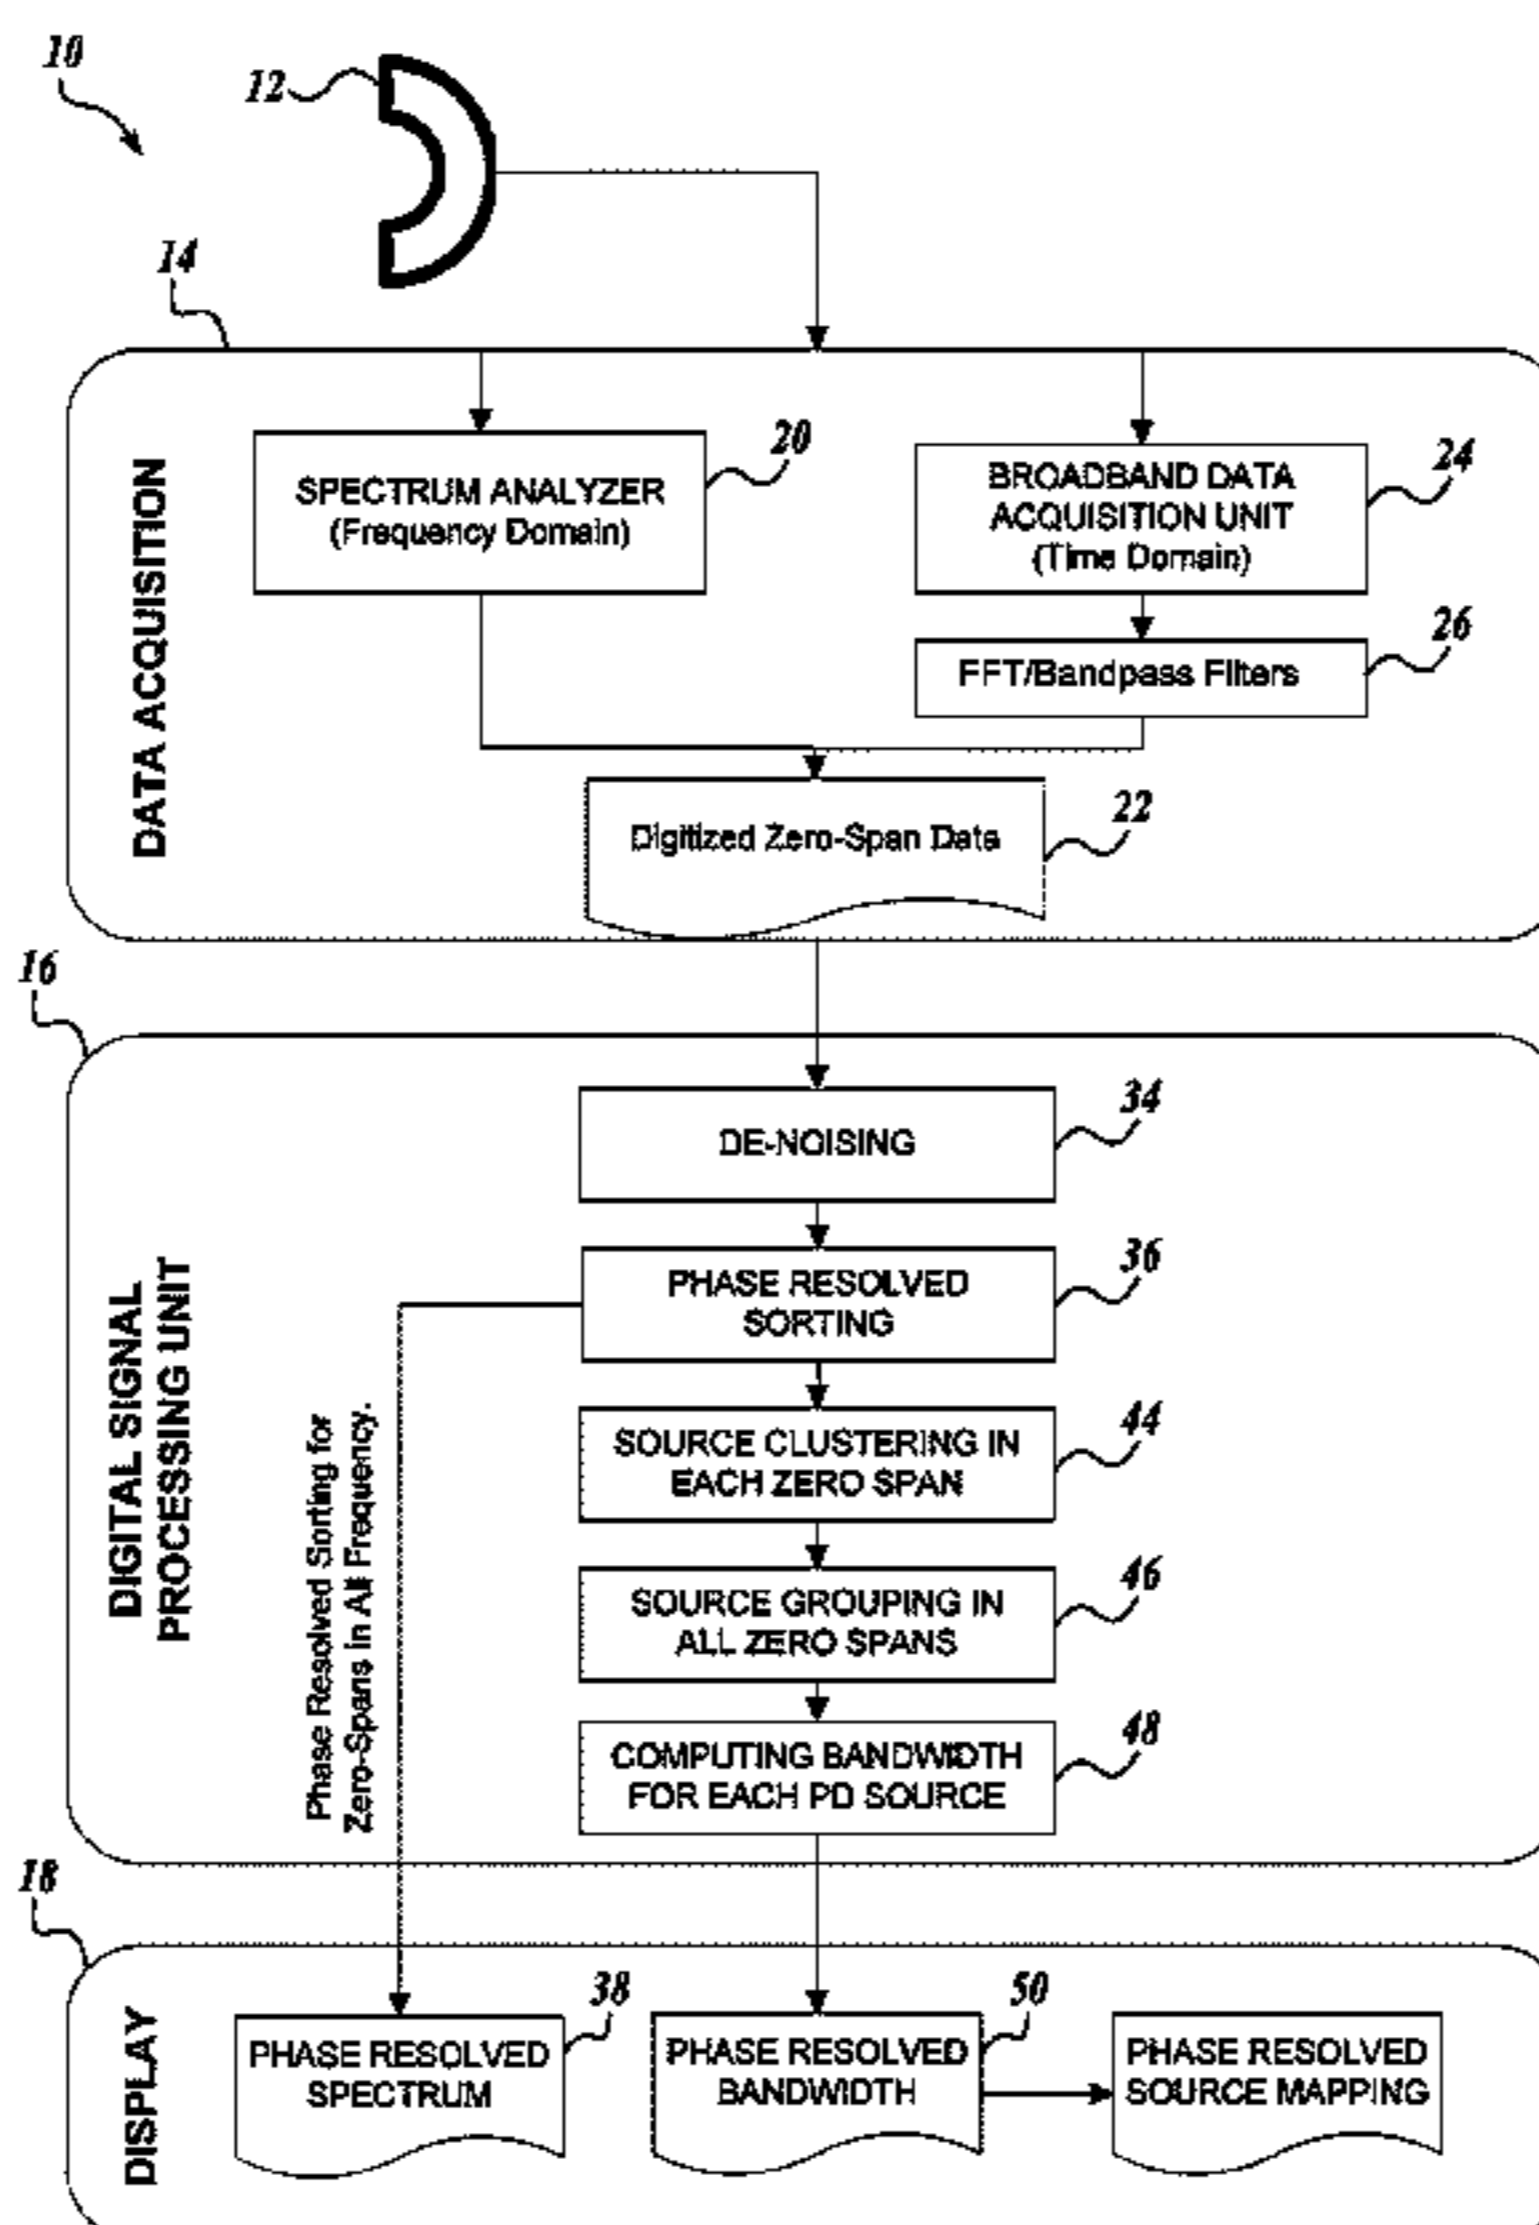 10
12
14
DATA ACQUISITION
20
SPECTRUM ANALYZER
(Frequency Domain)
24
BROADBAND DATA
ACQUISITION UNIT
(Time Domain)
26
FFT/Bandpass Filters
22
Digitized Zero-Span Data
16
DIGITAL SIGNAL
PROCESSING UNIT
34
DE-NOISING
36
PHASE RESOLVED
SORTING
Phase Resolved Sorting for
Zero-Spans in All Frequency.
44
SOURCE CLUSTERING IN
EACH ZERO SPAN
46
SOURCE GROUPING IN
ALL ZERO SPANS
48
COMPUTING BANDWIDTH
FOR EACH PD SOURCE
18
DISPLAY
38
PHASE RESOLVED
SPECTRUM
50
PHASE RESOLVED
BANDWIDTH
PHASE RESOLVED
SOURCE MAPPING